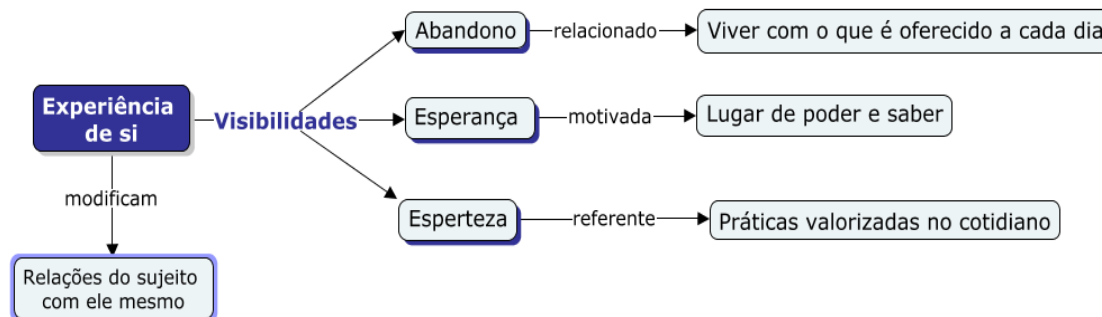 Abandono
relacionado
Viver com o que é oferecido a cada dia
Experiência
de si
Visibilidades
Esperança
motivada
Lugar de poder e saber
modificam
Esperteza
referente
Práticas valorizadas no cotidiano
Relações do sujeito
com ele mesmo